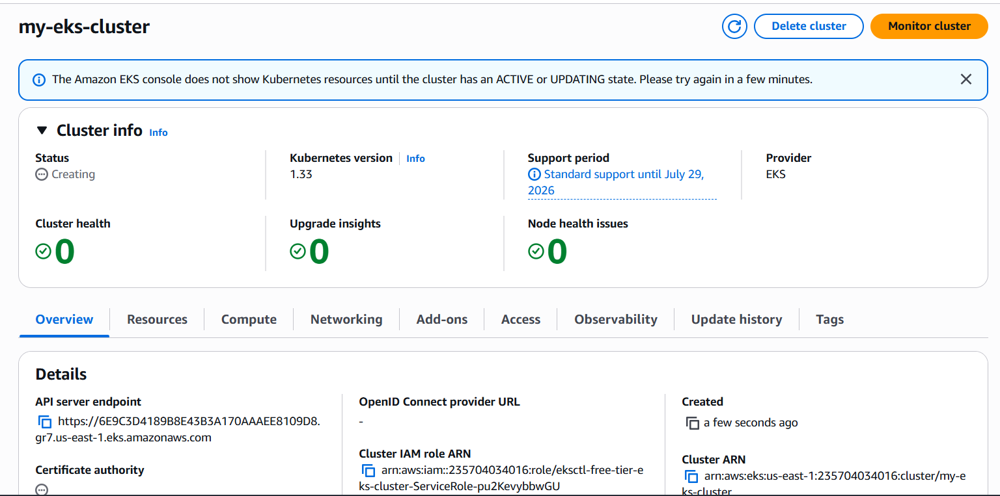 my-eks-cluster
Delete cluster
Monitor cluster
The Amazon EKS console does not show Kubernetes resources until the cluster has an ACTIVE or UPDATING state. Please try again in a few minutes.
Cluster info Info
Status
Creating
Kubernetes version Info
1.33
Support period
Standard support until July 29,
2026
Provider
EKS
Cluster health
0
Upgrade insights
0
Node health issues
0
Overview
Resources
Compute
Networking
Add-ons
Access
Observability
Update history
Tags
Details
API server endpoint
https://6E9C3D4189B8E43B3A170AAAEE8109D8.
gr7.us-east-1.eks.amazonaws.com
Certificate authority
OpenID Connect provider URL
-
Cluster IAM role ARN
arn:aws:iam::235704034016:role/eksctl-free-tier-e
ks-cluster-ServiceRole-pu2KevybbwGU
Created
a few seconds ago
Cluster ARN
arn:aws:eks:us-east-1:235704034016:cluster/my-e
ks-cluster